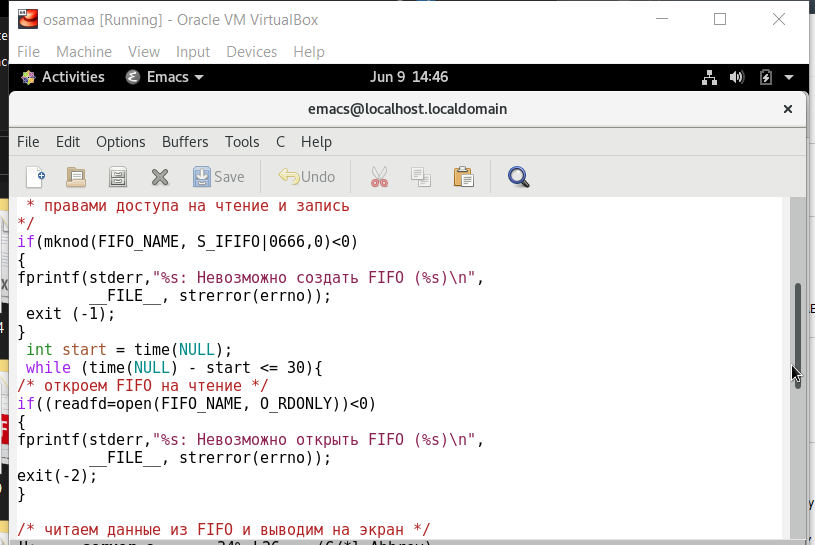 osamaa [Running] - Oracle VM VirtualBox
File Machine View Input Devices Help
Activities Emacs Jun 9 14:46
emacs@localhost.localdomain
File Edit Options Buffers Tools C Help
Save Undo
* правами доступа на чтение и запись
*/
if(mknod(FIFO_NAME, S_IFIFO|0666,0)<0)
{
fprintf(stderr,"%s: Невозможно создать FIFO (%s)\n",
__FILE__, strerror(errno));
exit (-1);
}
int start = time(NULL);
while (time(NULL) - start <= 30){
/* откроем FIFO на чтение */
if((readfd=open(FIFO_NAME, O_RDONLY))<0)
{
fprintf(stderr,"%s: Невозможно открыть FIFO (%s)\n",
__FILE__, strerror(errno));
exit(-2);
}
/* читаем данные из FIFO и выводим на экран */